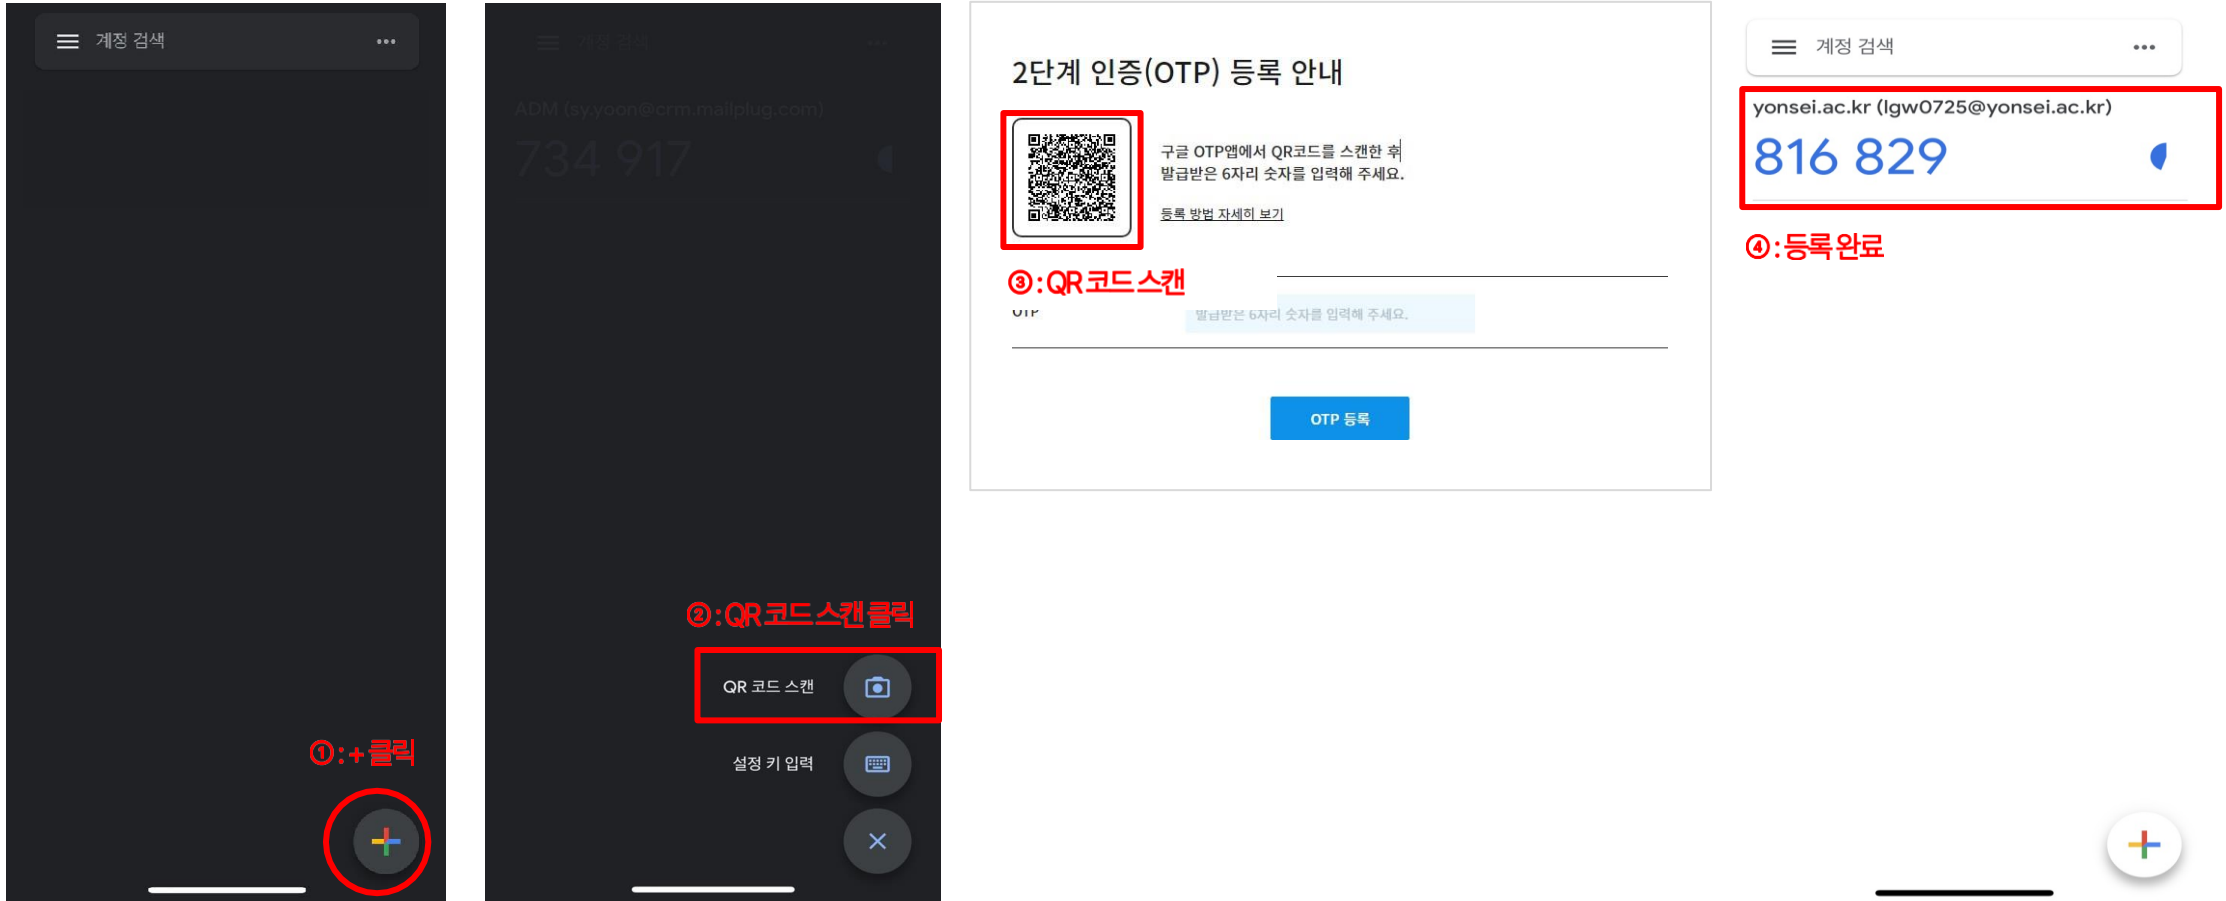 계정 검색
①:+ 클릭
계정 검색
ADM (sy.yoon@crm.mailplug.com)
734 917
②:QR 코드 스캔 클릭
QR 코드 스캔
설정 키 입력
2단계 인증(OTP) 등록 안내
구글 OTP앱에서 QR코드를 스캔한 후
발급받은 6자리 숫자를 입력해 주세요.
등록 방법 자세히 보기
③:QR 코드 스캔
OTP
발급받은 6자리 숫자를 입력해 주세요.
OTP 등록
계정 검색
yonsei.ac.kr (lgw0725@yonsei.ac.kr)
816 829
④:등록 완료